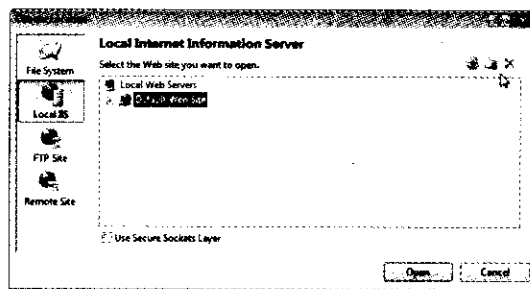 Local Internet Information Server
Select the Web site you want to open.
File System
Local IIS
FTP Site
Remote Site
Local Web Servers
Default Web Site
Use Secure Sockets Layer
Open
Cancel